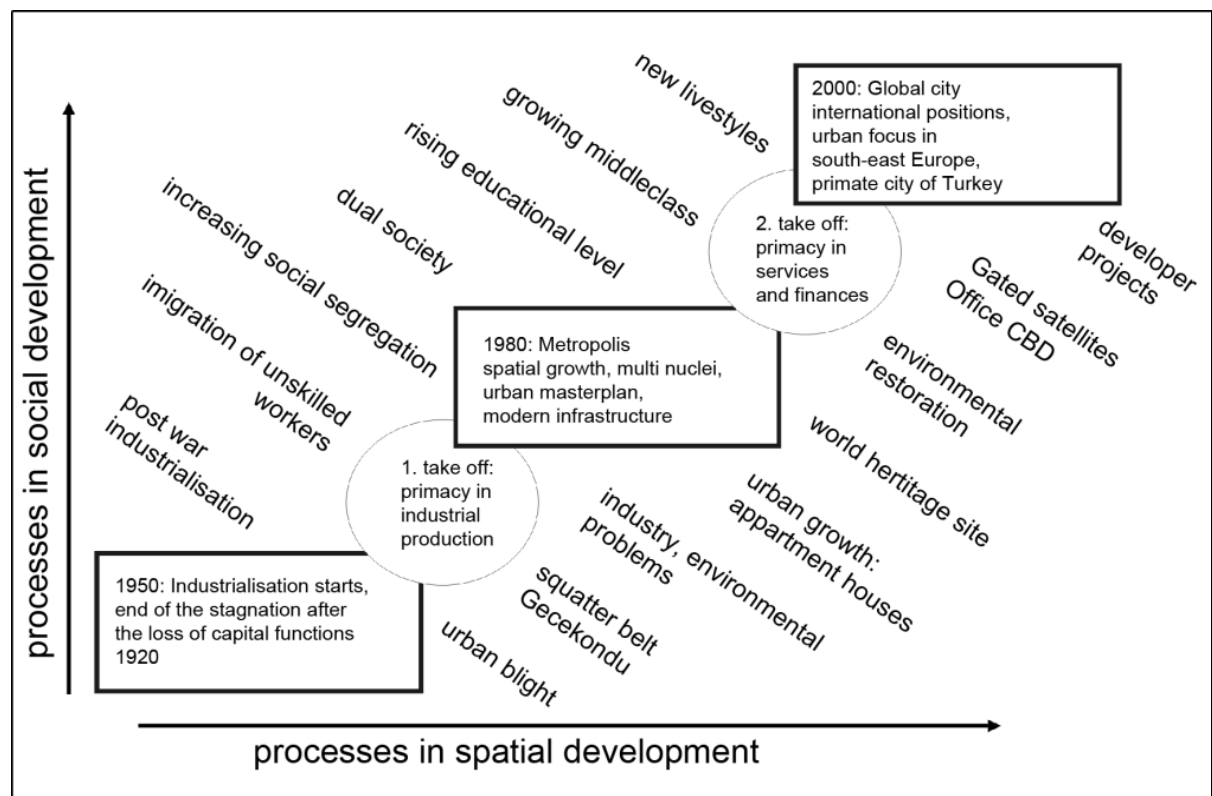 processes in social development
new livestyles
growing middleclass
rising educational level
dual society
increasing social segregation
imigration of unskilled
workers
post war
industrialisation
2000: Global city
international positions,
urban focus in
south-east Europe,
primate city of Turkey
2. take off:
primacy in
services
and finances
1980: Metropolis
spatial growth, multi nuclei,
urban masterplan,
modern infrastructure
1. take off:
primacy in
industrial
production
1950: Industrialisation starts,
end of the stagnation after
the loss of capital functions
1920
developer
projects
Gated satellites
Office CBD
environmental
restoration
world hertitage site
urban growth:
appartment houses
industry, environmental
problems
squatter belt
Gecekondu
urban blight
processes in spatial development